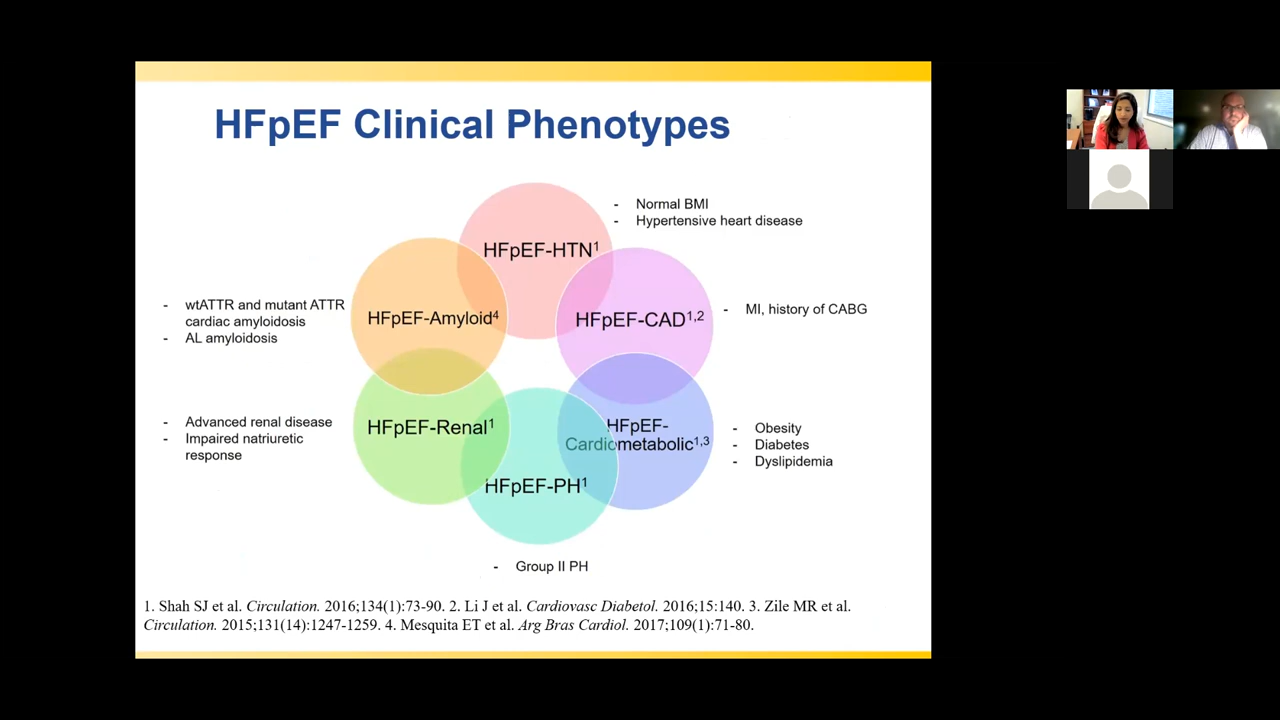 HFpEF Clinical Phenotypes
HFpEF-HTN1
- Normal BMI
- Hypertensive heart disease
HFpEF-CAD1,2
- MI, history of CABG
HFpEF-
Cardiometabolic1,3
- Obesity
- Diabetes
- Dyslipidemia
HFpEF-PH1
- Group II PH
HFpEF-Renal1
- Advanced renal disease
- Impaired natriuretic
response
HFpEF-Amyloid4
- wtATTR and mutant ATTR
cardiac amyloidosis
- AL amyloidosis
1. Shah SJ et al. Circulation. 2016;134(1):73-90. 2. Li J et al. Cardiovasc Diabetol. 2016;15:140. 3. Zile MR et al.
Circulation. 2015;131(14):1247-1259. 4. Mesquita ET et al. Arq Bras Cardiol. 2017;109(1):71-80.